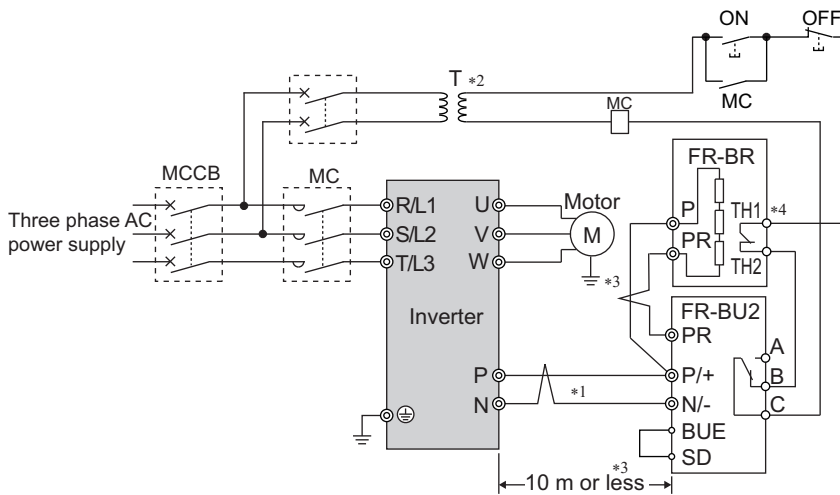 ON
OFF
T *2
MC
MC
FR-BR
MCCB
MC
P
TH1
*4
PR
TH2
Three phase AC
power supply
R/L1
S/L2
T/L3
U
V
W
Motor
M
*3
Inverter
FR-BU2
PR
A
P
P/+
B
N
*1
N/-
C
BUE
SD
*3
10 m or less